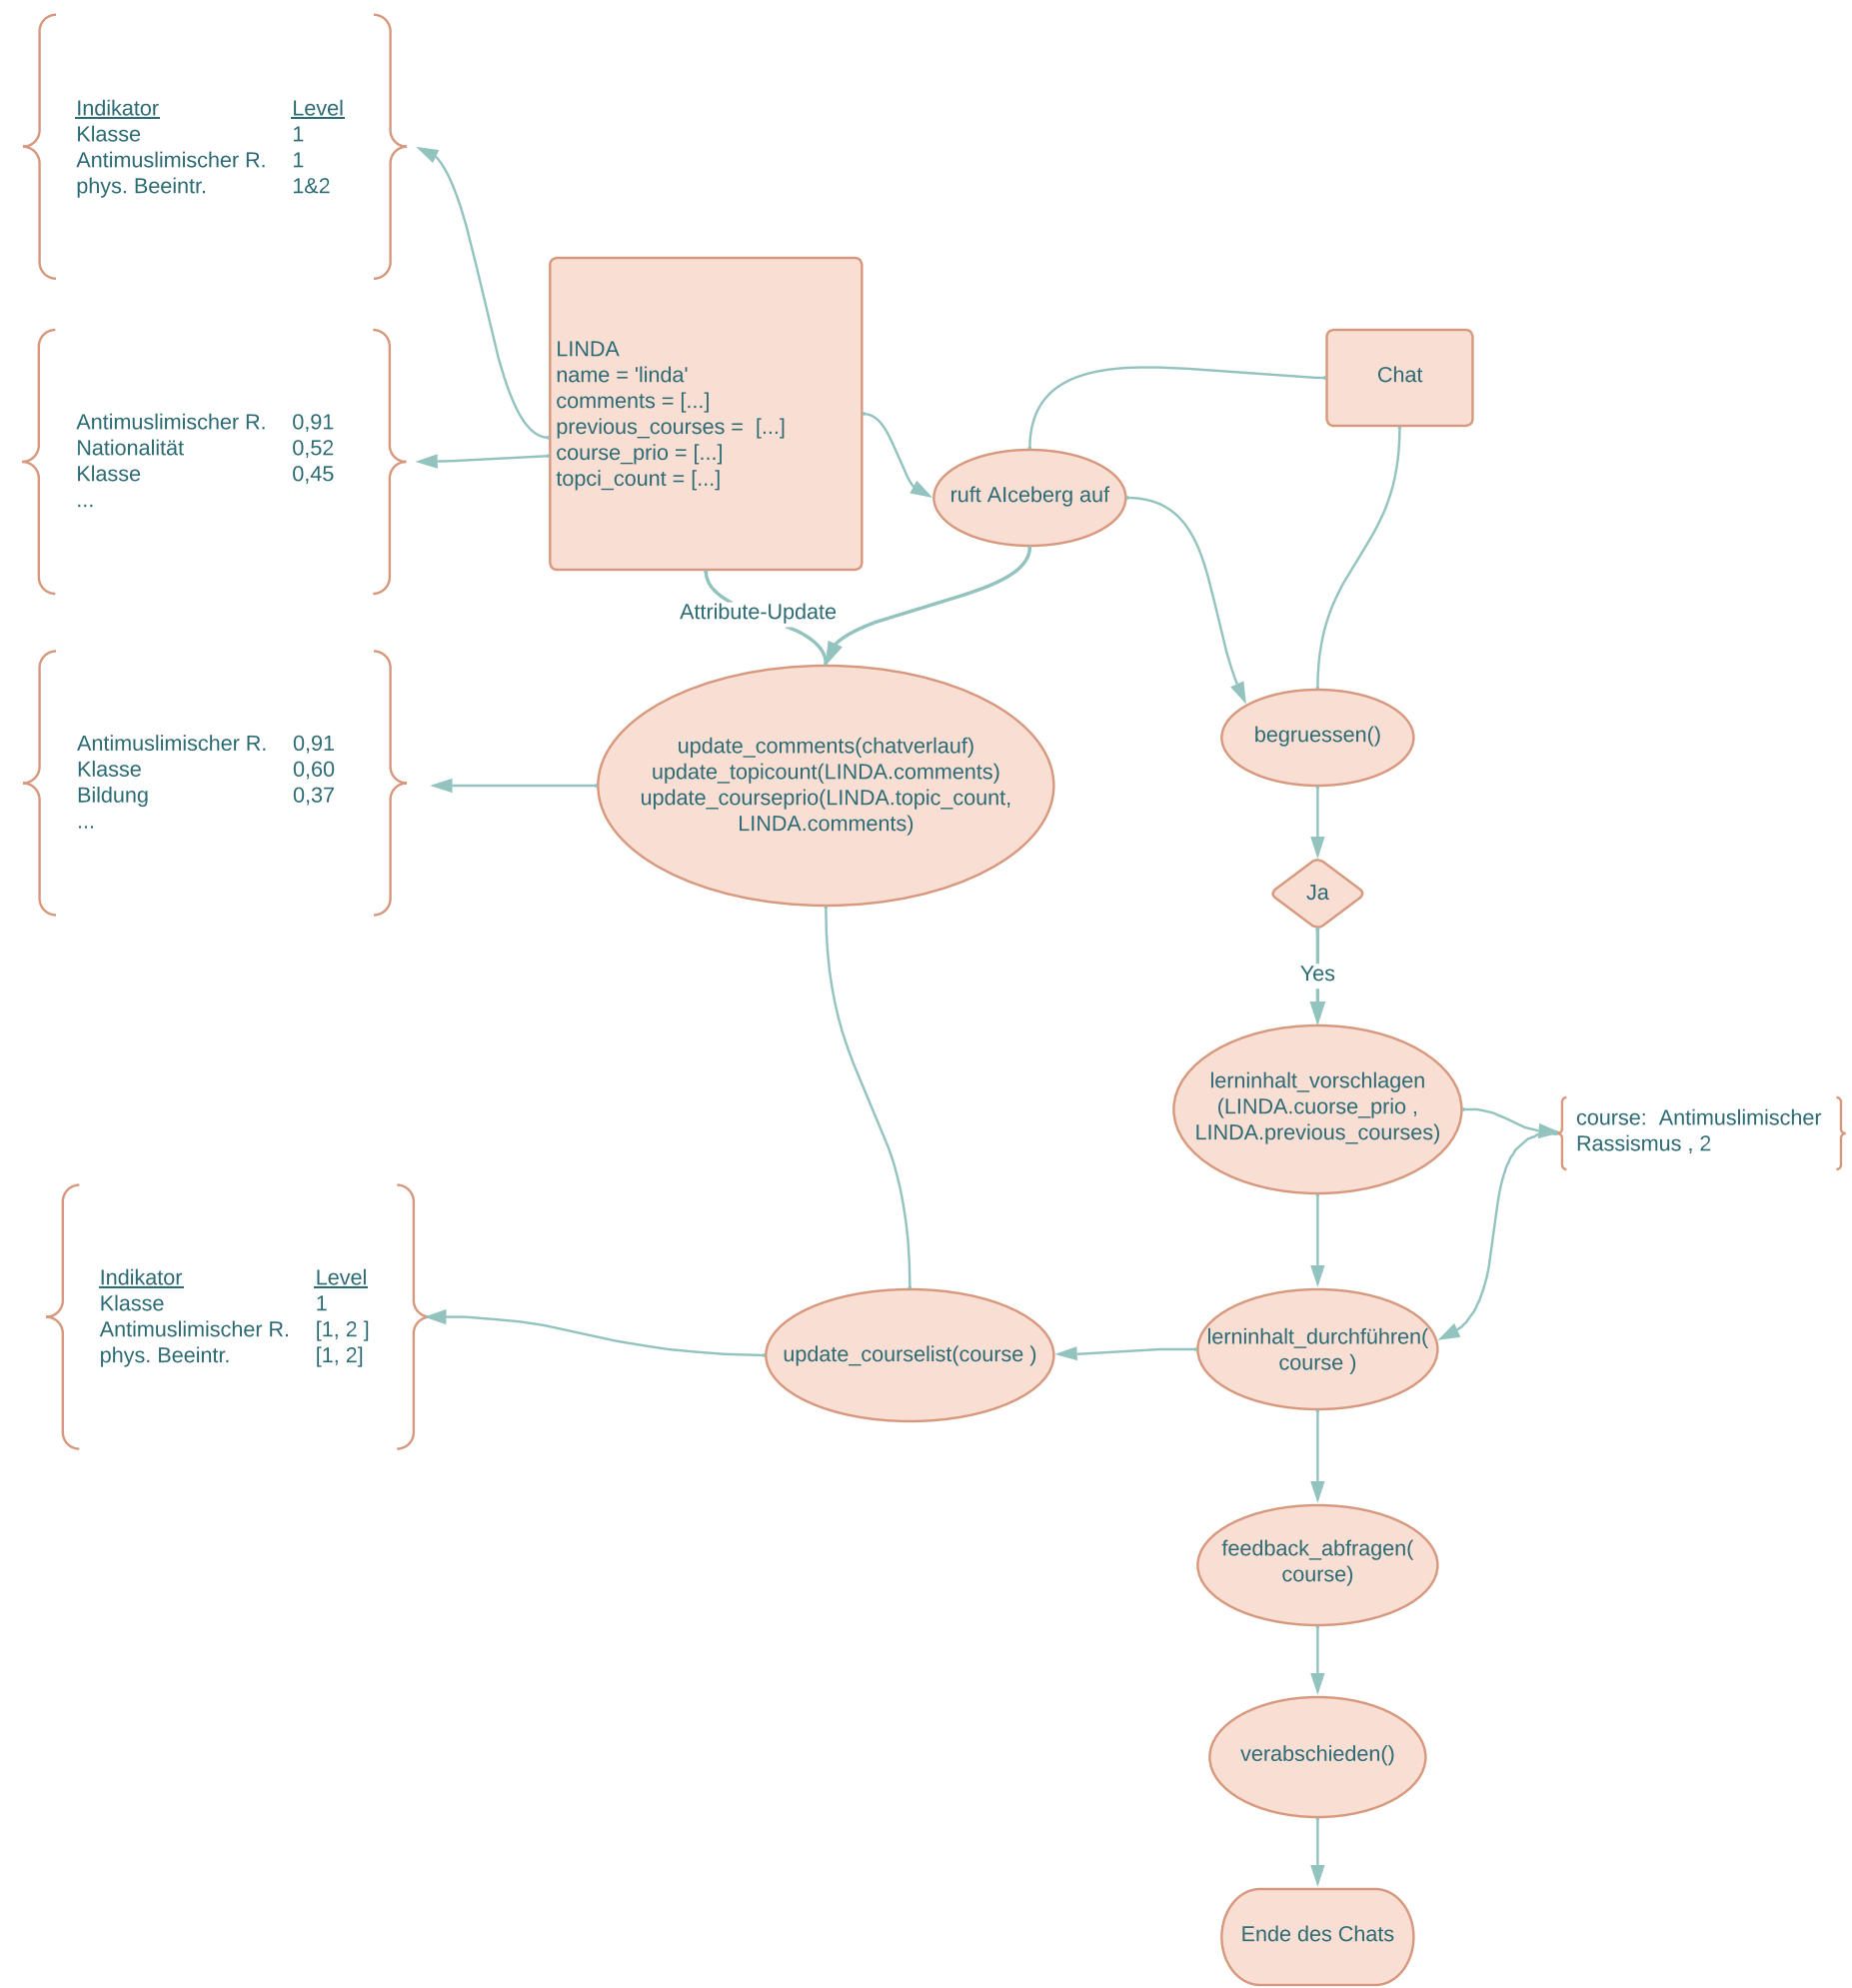 Indikator Level
Klasse 1
Antimuslimischer R. 1
phys. Beeintr. 1&2
LINDA
name = 'linda'
comments = [...]
previous_courses =  [...]
course_prio = [...]
topci_count = [...]
Chat
ruft AIceberg auf
Antimuslimischer R. 0,91
Nationalität 0,52
Klasse 0,45
...
Attribute-Update
Antimuslimischer R. 0,91
Klasse 0,60
Bildung 0,37
...
update_comments(chatverlauf)
update_topicount(LINDA.comments)
update_courseprio(LINDA.topic_count,
LINDA.comments)
begruessen()
Ja
Yes
lerninhalt_vorschlagen
(LINDA.cuorse_prio ,
LINDA.previous_courses)
course:  Antimuslimischer
Rassismus , 2
Indikator Level
Klasse 1
Antimuslimischer R. [1, 2 ]
phys. Beeintr. [1, 2]
update_courselist(course )
lerninhalt_durchführen(
course )
feedback_abfragen(
course)
verabschieden()
Ende des Chats